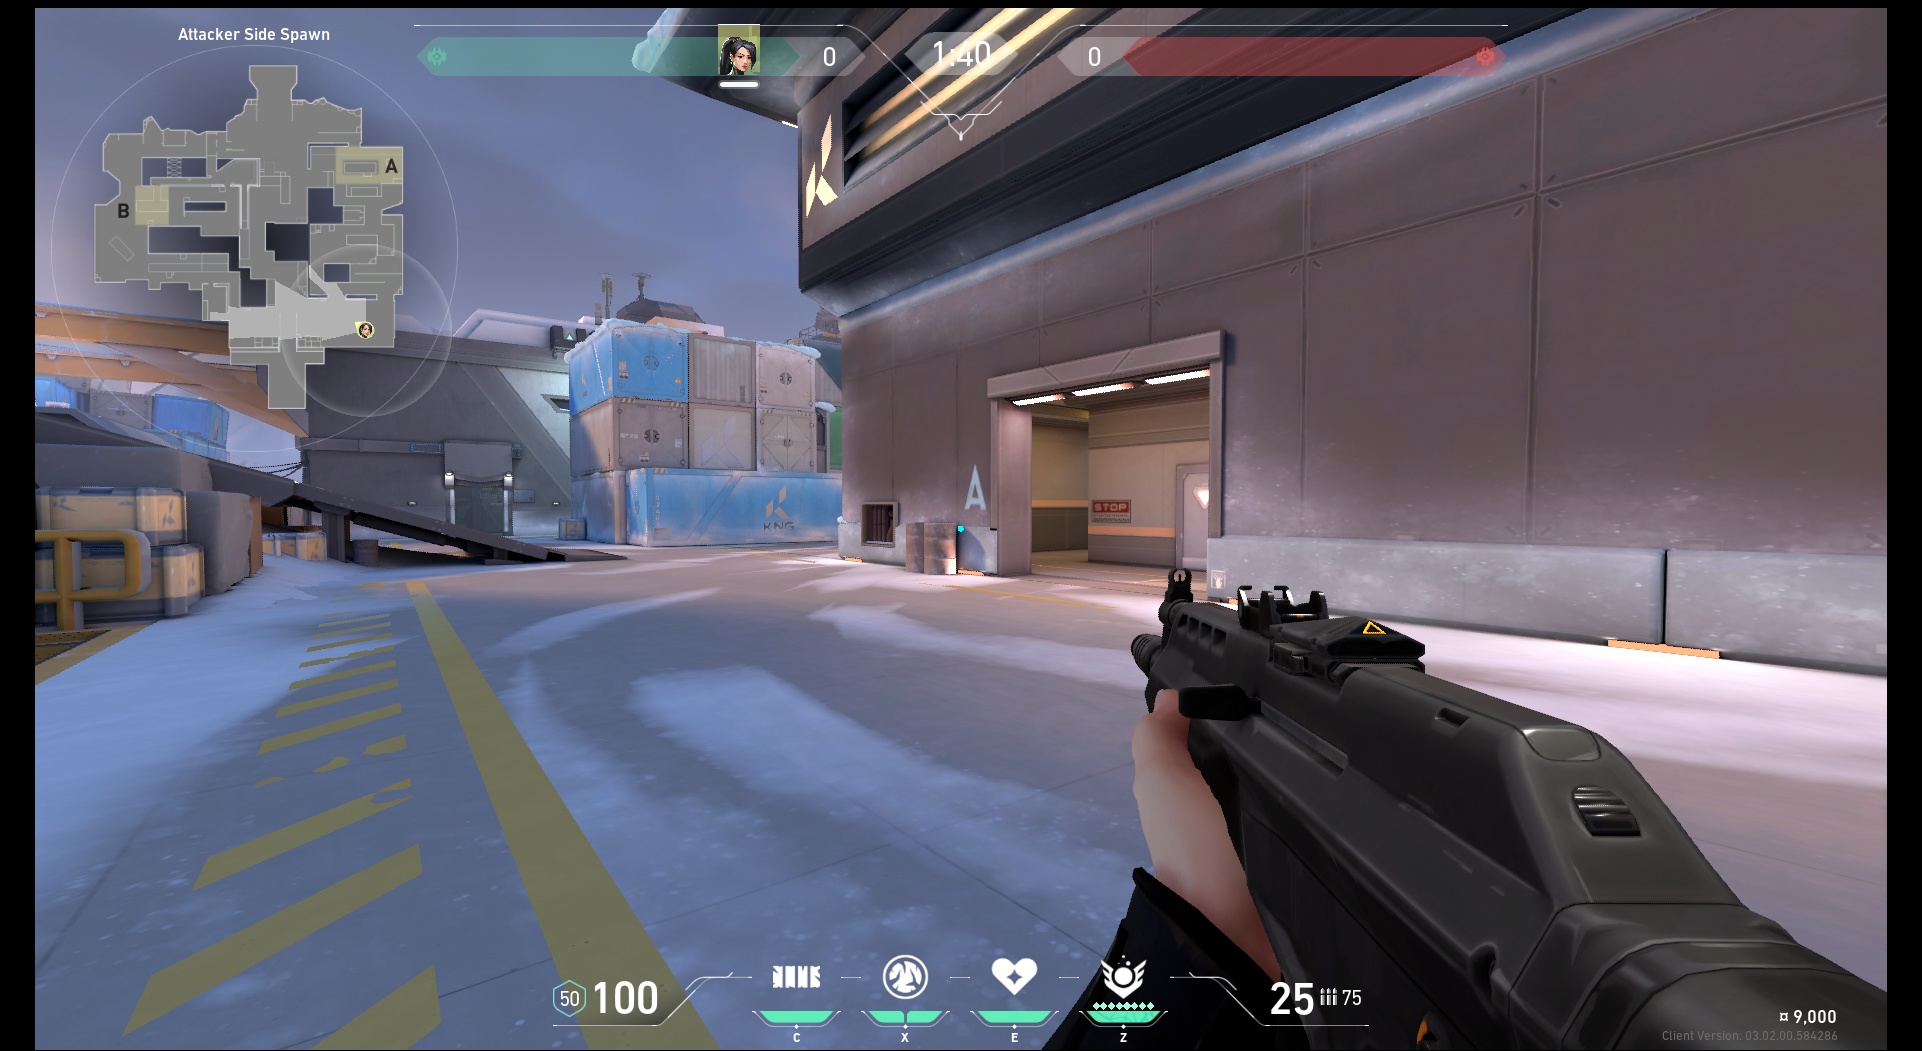 Attacker Side Spawn
0
1:40
0
A
B
A
STOP
KNG
50 100
25 75
C
X
E
Z
¤ 9,000
Client Version: 03.02.00.584286